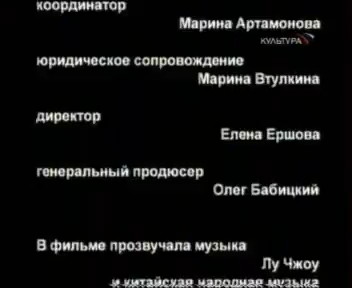 координатор
Марина Артамонова
КУЛЬТУРА
юридическое сопровождение
Марина Втулкина
директор
Елена Ершова
генеральный продюсер
Олег Бабицкий
В фильме прозвучала музыка
Лу Чжоу
и китайская народная музыка